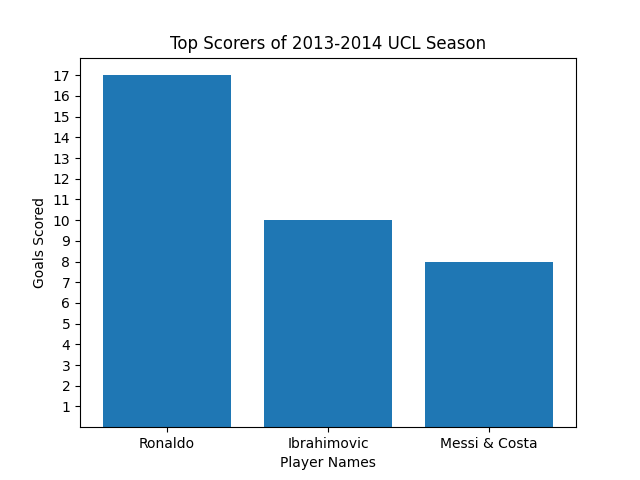 Top Scorers of 2013-2014 UCL Season
Goals Scored
17
16
15
14
13
12
11
10
9
8
7
6
5
4
3
2
1
Ronaldo
Ibrahimovic
Messi & Costa
Player Names